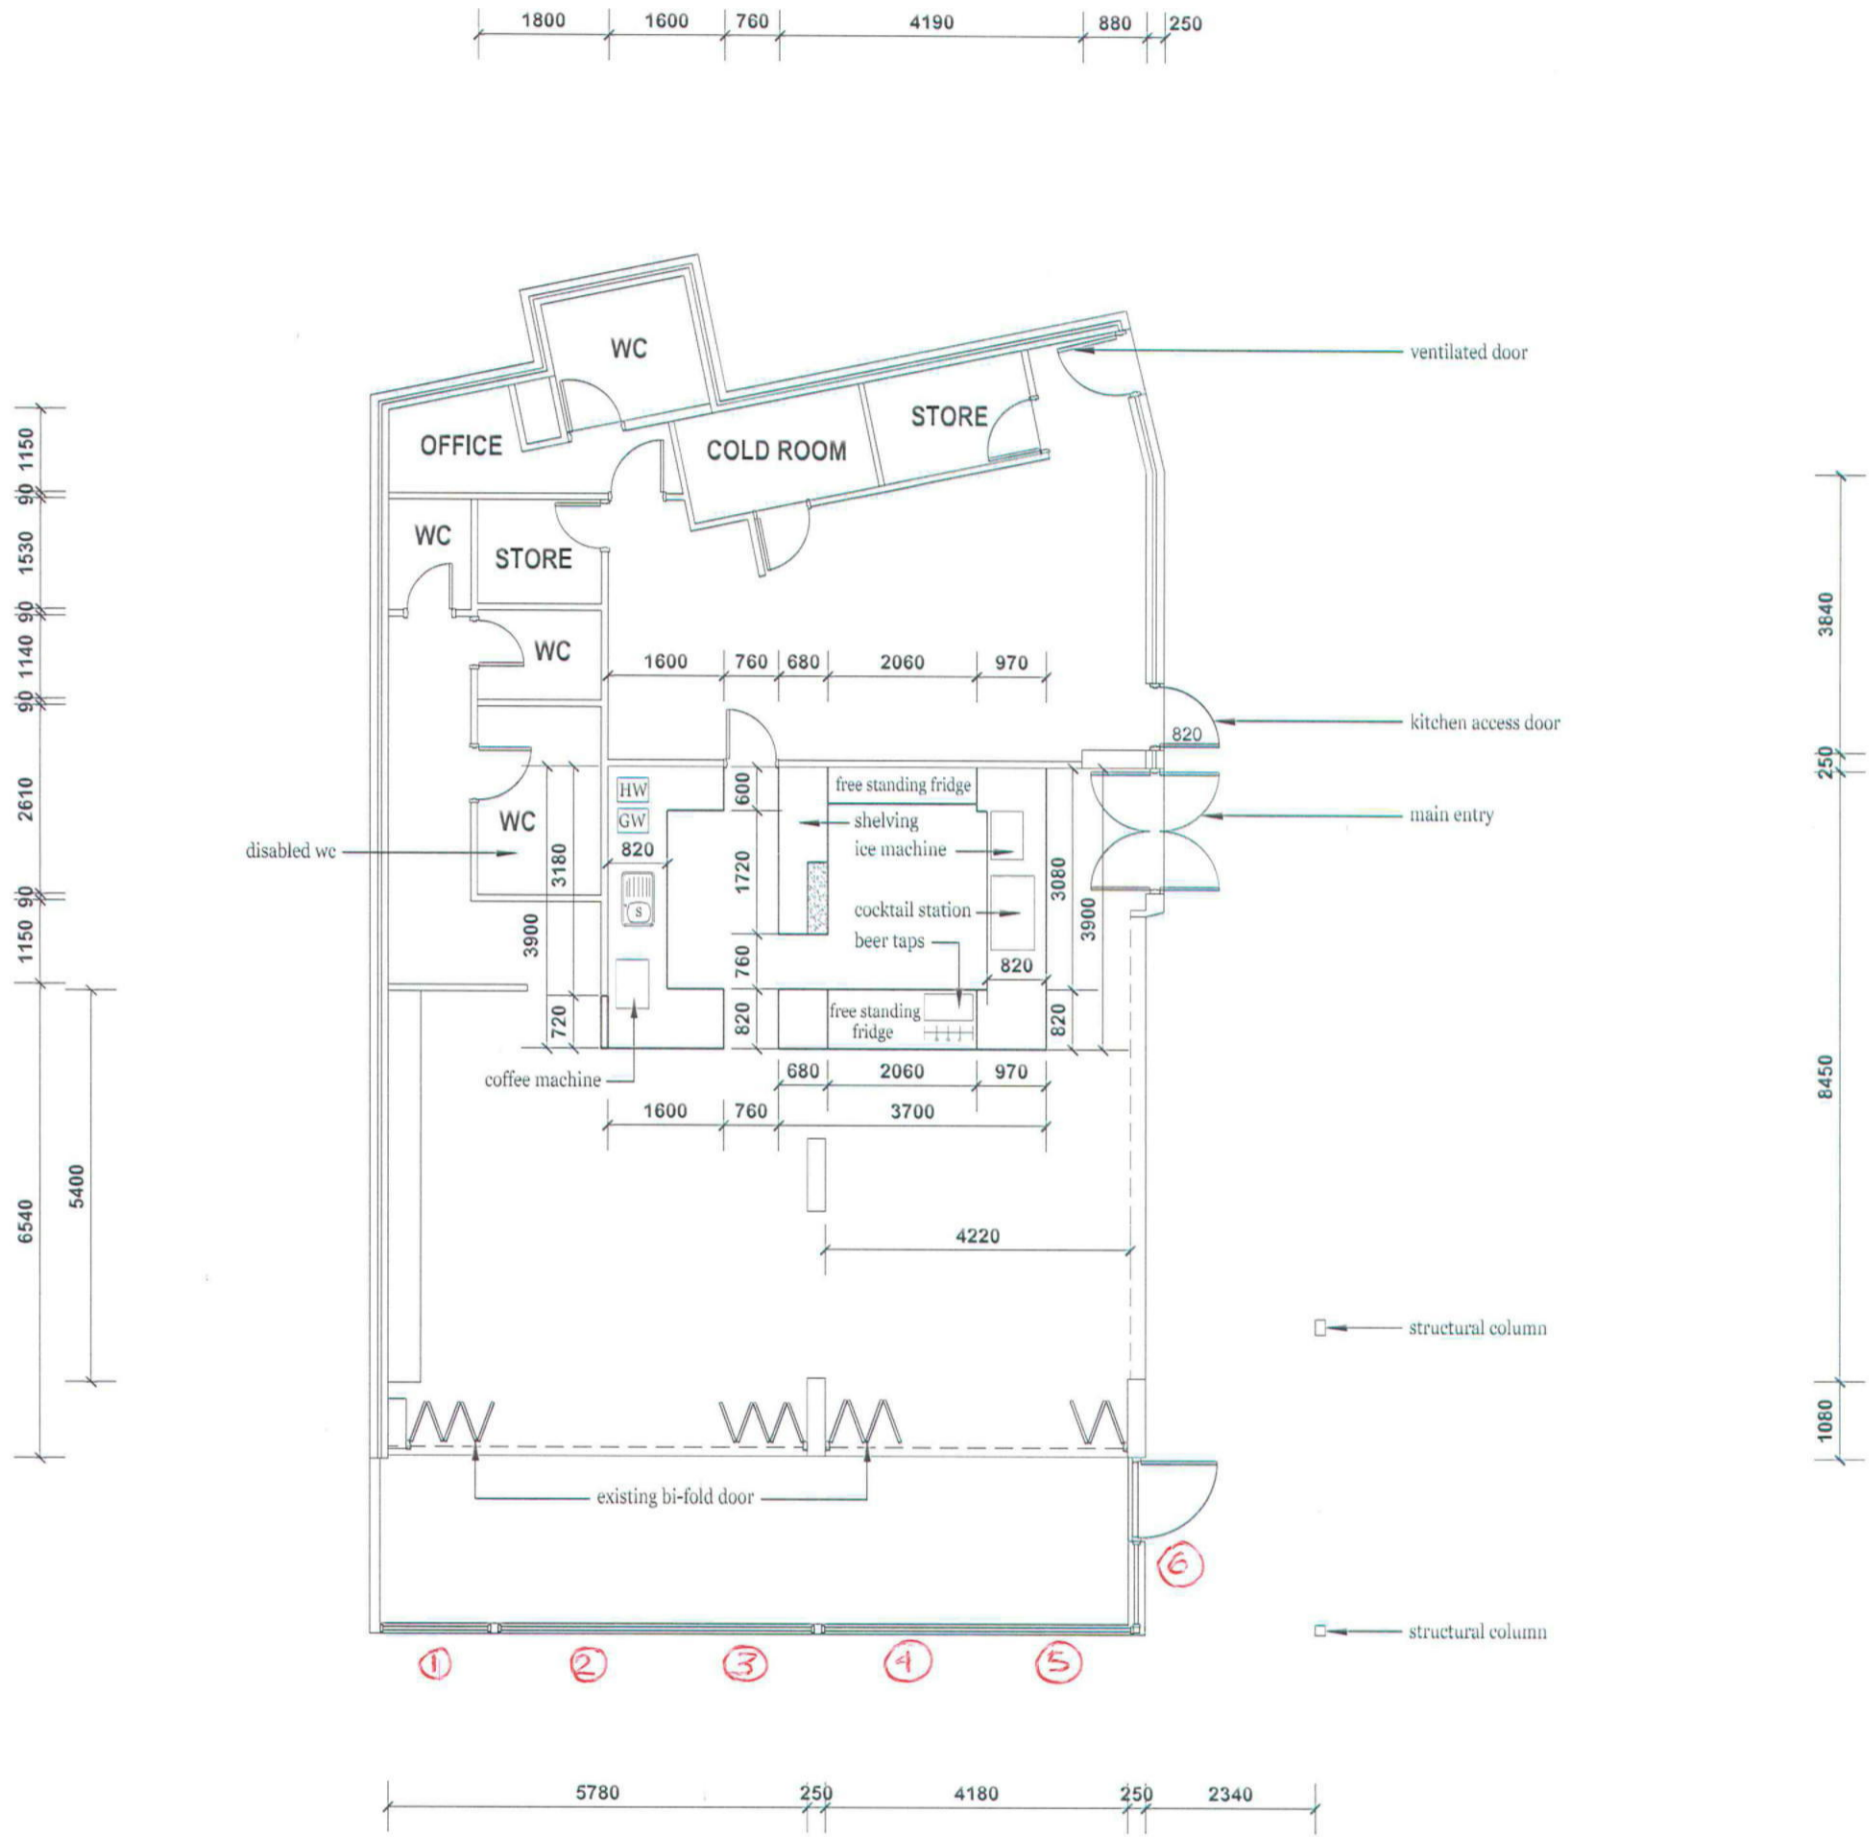 1800 1600 760 4190 880 250
WC
ventilated door
OFFICE
STORE
COLD ROOM
1150
90
1530
90
1140
90
2610
90
1150
6540
5400
WC
STORE
WC
3840
250
8450
1080
1600 760 680 2060 970
kitchen access door
820
main entry
HW
GW
600
free standing fridge
shelving
ice machine
WC
disabled wc
820
3180
3900
720
1720
760
820
S
cocktail station
beer taps
820
3080
3900
820
free standing
fridge
coffee machine
680 2060 970
1600 760 3700
4220
structural column
existing bi-fold door
6
structural column
1 2 3 4 5
5780 250 4180 250 2340